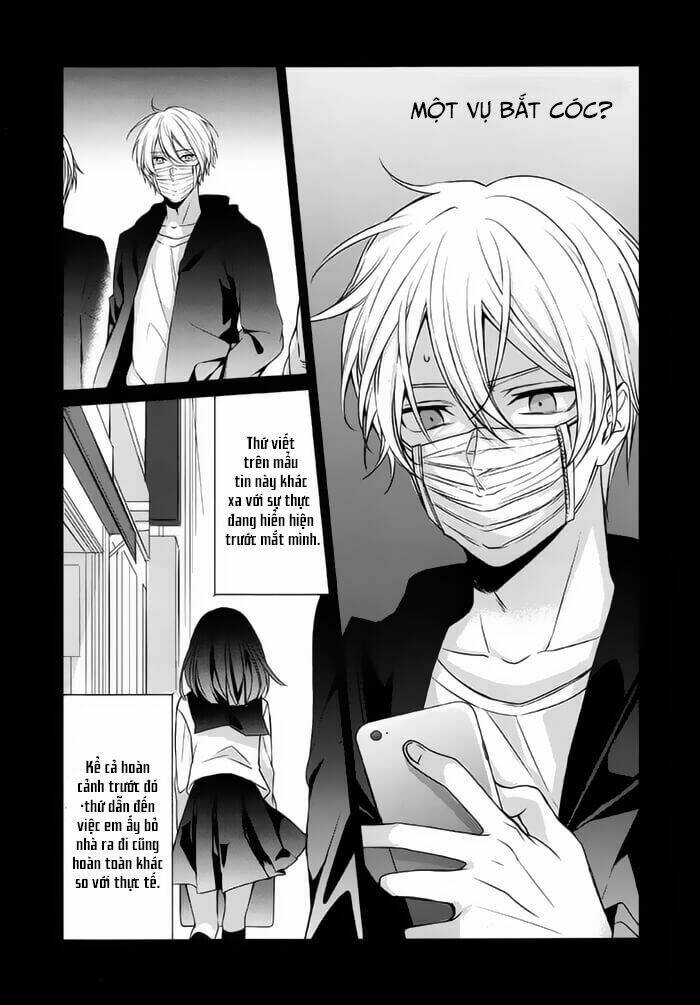 MỘT VỤ BẮT CÓC?
Thứ viết
trên mẩu
tin này khác
xa với sự thực
đang hiển hiện
trước mắt mình.
Kể cả hoàn
cảnh trước đó
-thứ dẫn đến
việc em ấy bỏ
nhà ra đi cũng
hoàn toàn khác
so với thực tế.